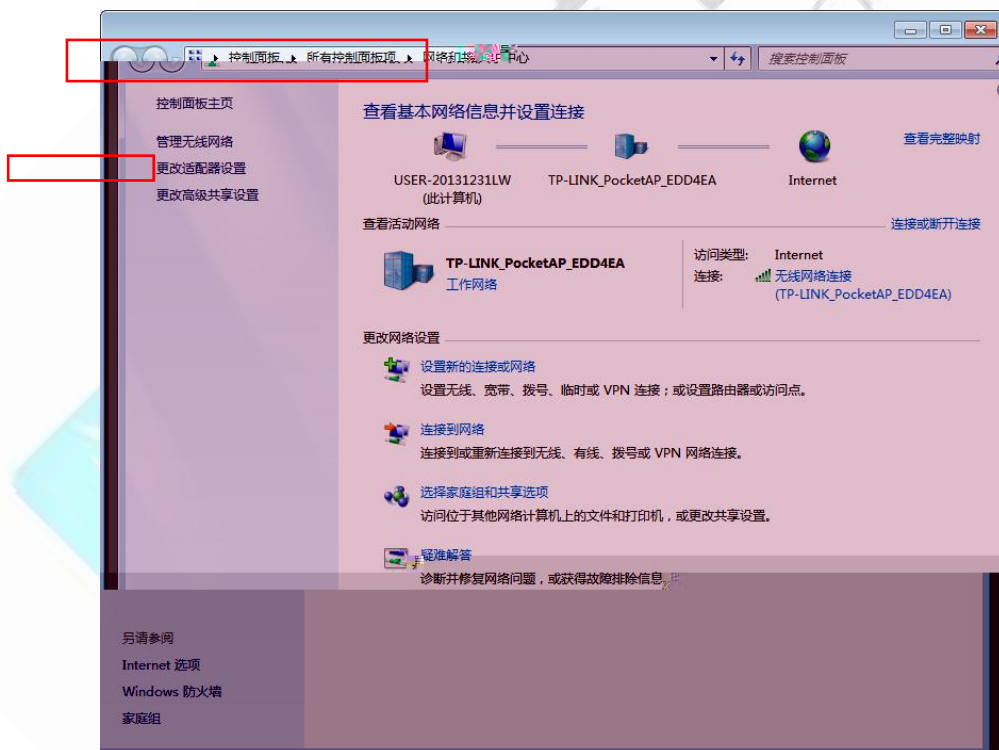 控制面板 ▸ 所有控制面板项 ▸ 网络和 中心
搜索控制面板
控制面板主页
管理无线网络
更改适配器设置
更改高级共享设置
查看基本网络信息并设置连接
查看完整映射
USER-20131231LW
(此计算机)
TP-LINK_PocketAP_EDD4EA
Internet
查看活动网络
连接或断开连接
TP-LINK_PocketAP_EDD4EA
工作网络
访问类型: Internet
连接: 无线网络连接
(TP-LINK_PocketAP_EDD4EA)
更改网络设置
设置新的连接或网络
设置无线、宽带、拨号、临时或 VPN 连接；或设置路由器或访问点。
连接到网络
连接到或重新连接到无线、有线、拨号或 VPN 网络连接。
选择家庭组和共享选项
访问位于其他网络计算机上的文件和打印机，或更改共享设置。
疑难解答
诊断并修复网络问题，或获得故障排除信息
另请参阅
Internet 选项
Windows 防火墙
家庭组